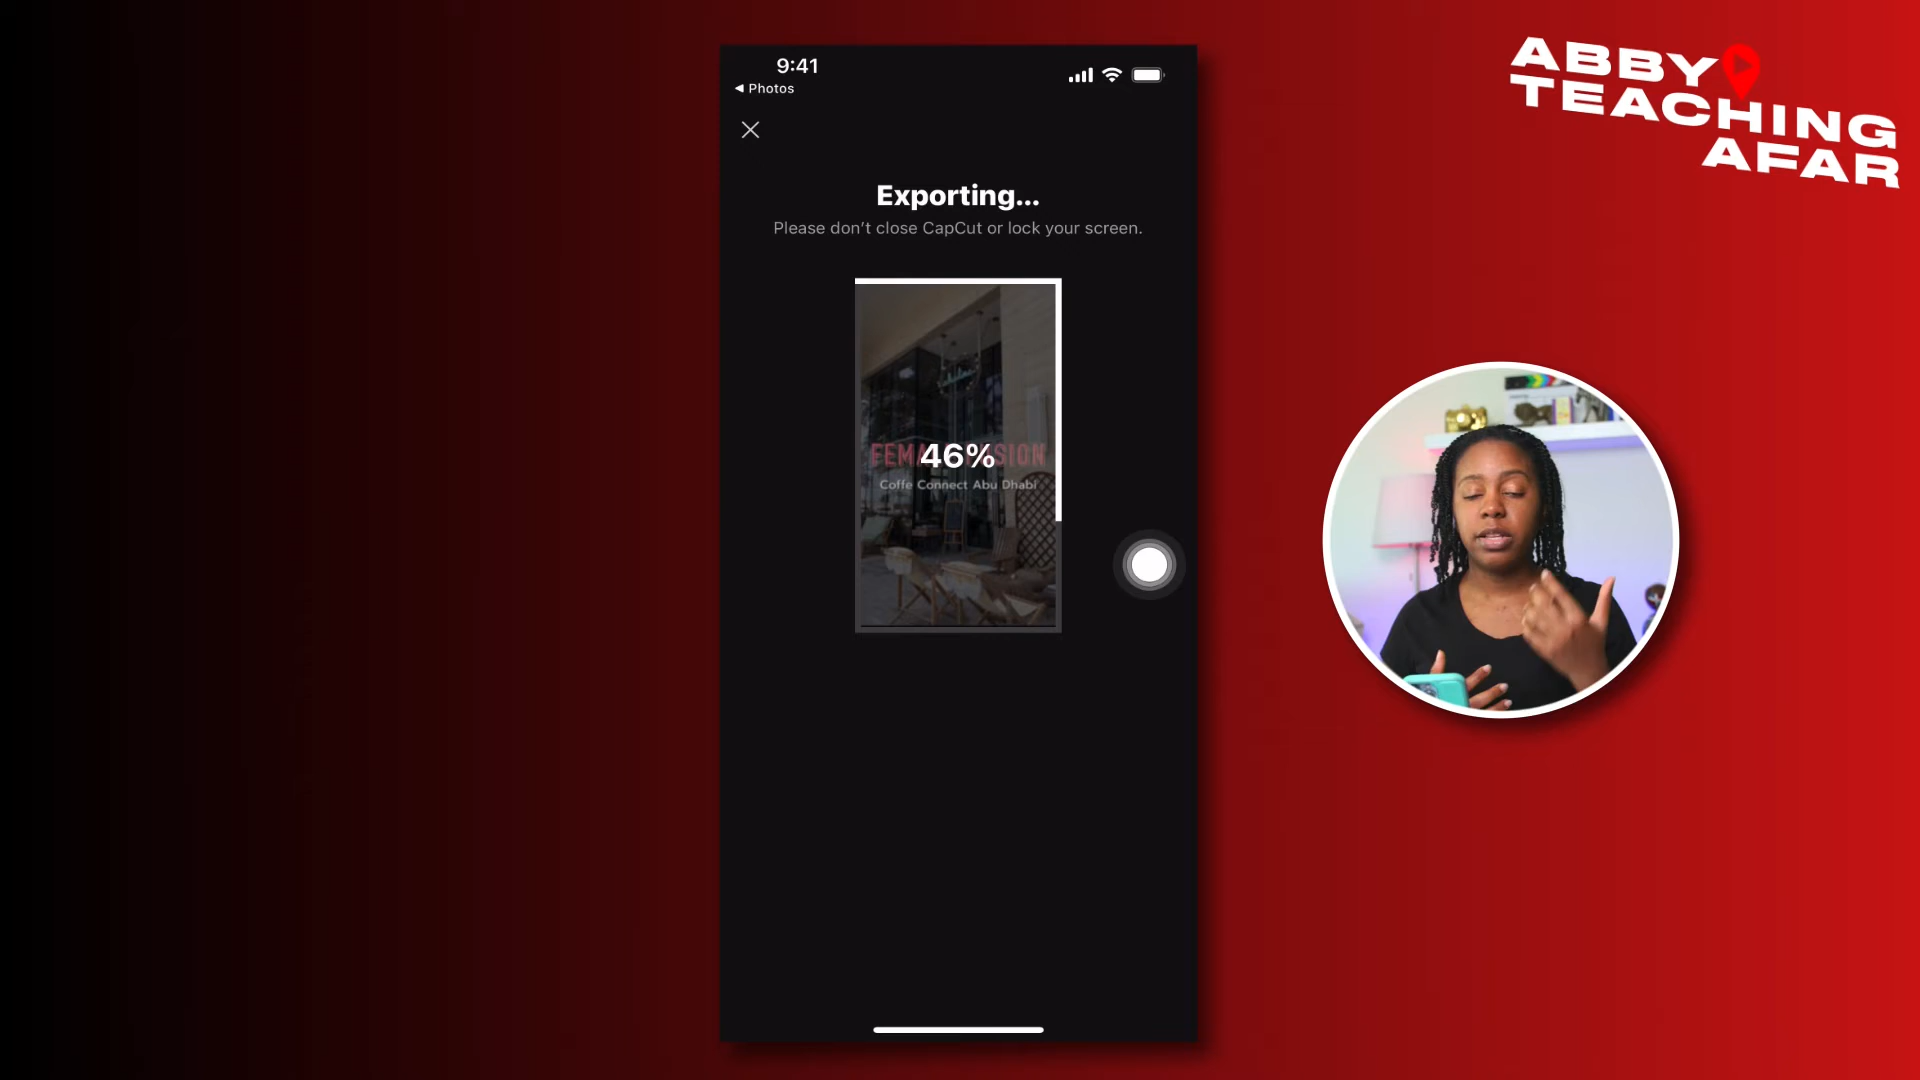 9:41
◀ Photos
Exporting...
Please don't close CapCut or lock your screen.
46%
Coffe Connect Abu Dhabi
ABBY
TEACHING
AFAR